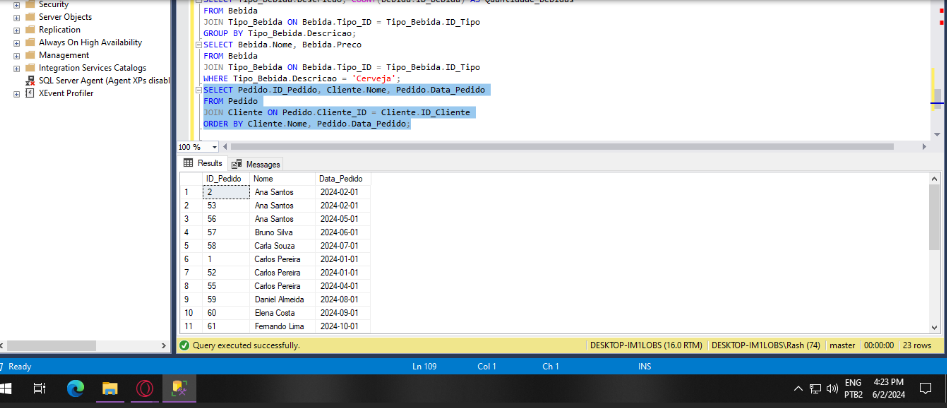 Security
Server Objects
Replication
Always On High Availability
Management
Integration Services Catalogs
SQL Server Agent (Agent XPs disabl
XEvent Profiler
SELECT Tipo_Bebida.Descricao, COUNT(Bebida.ID_Bebida) AS Quantidade_Bebidas
FROM Bebida
JOIN Tipo_Bebida ON Bebida.Tipo_ID = Tipo_Bebida.ID_Tipo
GROUP BY Tipo_Bebida.Descricao;
SELECT Bebida.Nome, Bebida.Preco
FROM Bebida
JOIN Tipo_Bebida ON Bebida.Tipo_ID = Tipo_Bebida.ID_Tipo
WHERE Tipo_Bebida.Descricao = 'Cerveja';
SELECT Pedido.ID_Pedido, Cliente.Nome, Pedido.Data_Pedido
FROM Pedido
JOIN Cliente ON Pedido.Cliente_ID = Cliente.ID_Cliente
ORDER BY Cliente.Nome, Pedido.Data_Pedido;
100 %
Results Messages
ID_Pedido Nome Data_Pedido
1 2 Ana Santos 2024-02-01
2 53 Ana Santos 2024-02-01
3 56 Ana Santos 2024-05-01
4 57 Bruno Silva 2024-06-01
5 58 Carla Souza 2024-07-01
6 1 Carlos Pereira 2024-01-01
7 52 Carlos Pereira 2024-01-01
8 55 Carlos Pereira 2024-04-01
9 59 Daniel Almeida 2024-08-01
10 60 Elena Costa 2024-09-01
11 61 Fernando Lima 2024-10-01
Query executed successfully. DESKTOP-IM1LOBS (16.0 RTM) DESKTOP-IM1LOBS\Rash (74) master 00:00:00 23 rows
Ready Ln 109 Col 1 Ch 1 INS
ENG 4:23 PM
PTB2 6/2/2024